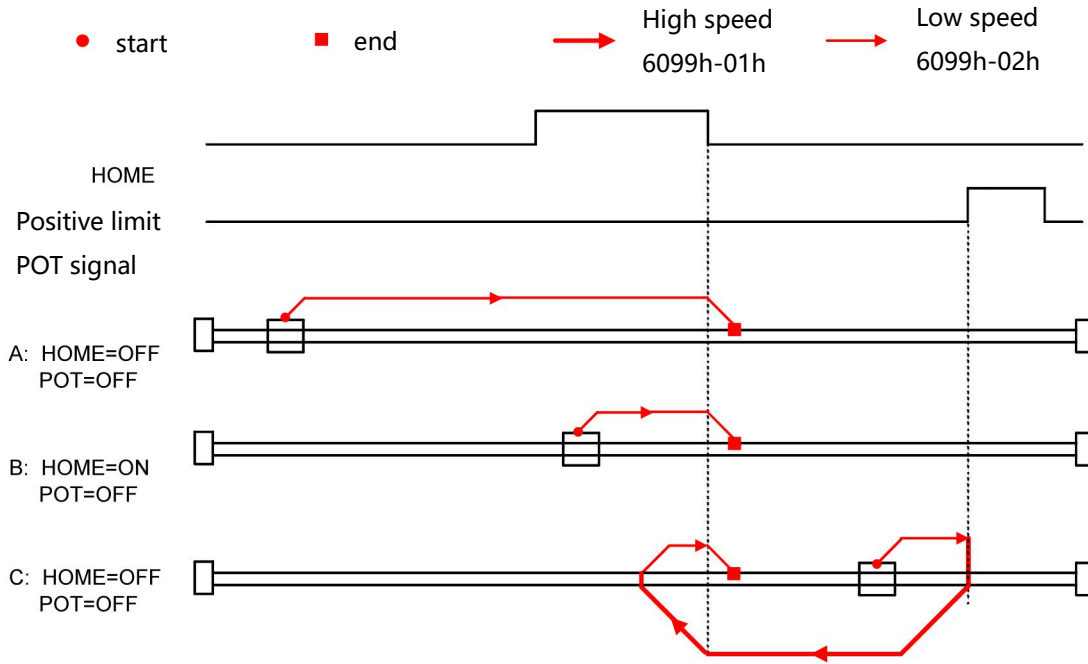 start
end
High speed
6099h-01h
Low speed
6099h-02h
HOME
Positive limit
POT signal
A: HOME=OFF
POT=OFF
B: HOME=ON
POT=OFF
C: HOME=OFF
POT=OFF